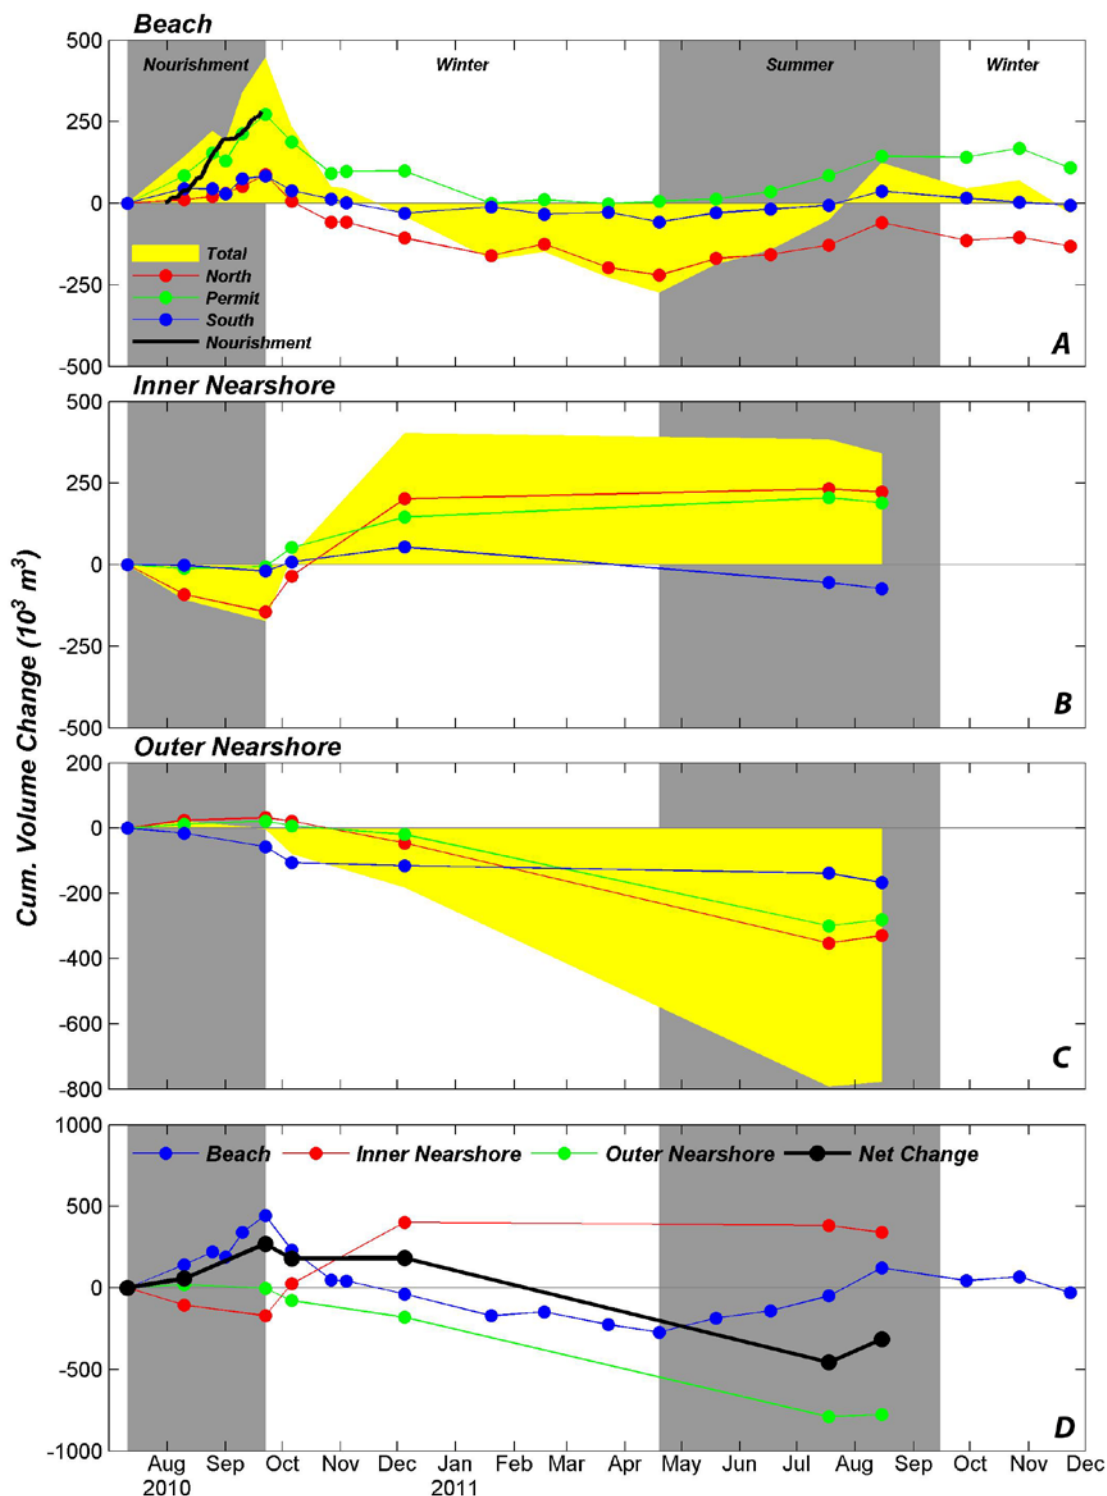 Beach
500
Nourishment Winter Summer Winter
250
0
Total
North
-250
Permit
South
Nourishment
A
-500
Inner Nearshore
500
250
0
-250
B
-500
Outer Nearshore
200
0
-200
-400
-600
C
-800
Cum. Volume Change (10³ m³)
1000
Beach Inner Nearshore Outer Nearshore Net Change
500
0
-500
D
-1000
Aug Sep Oct Nov Dec Jan Feb Mar Apr May Jun Jul Aug Sep Oct Nov Dec
2010 2011